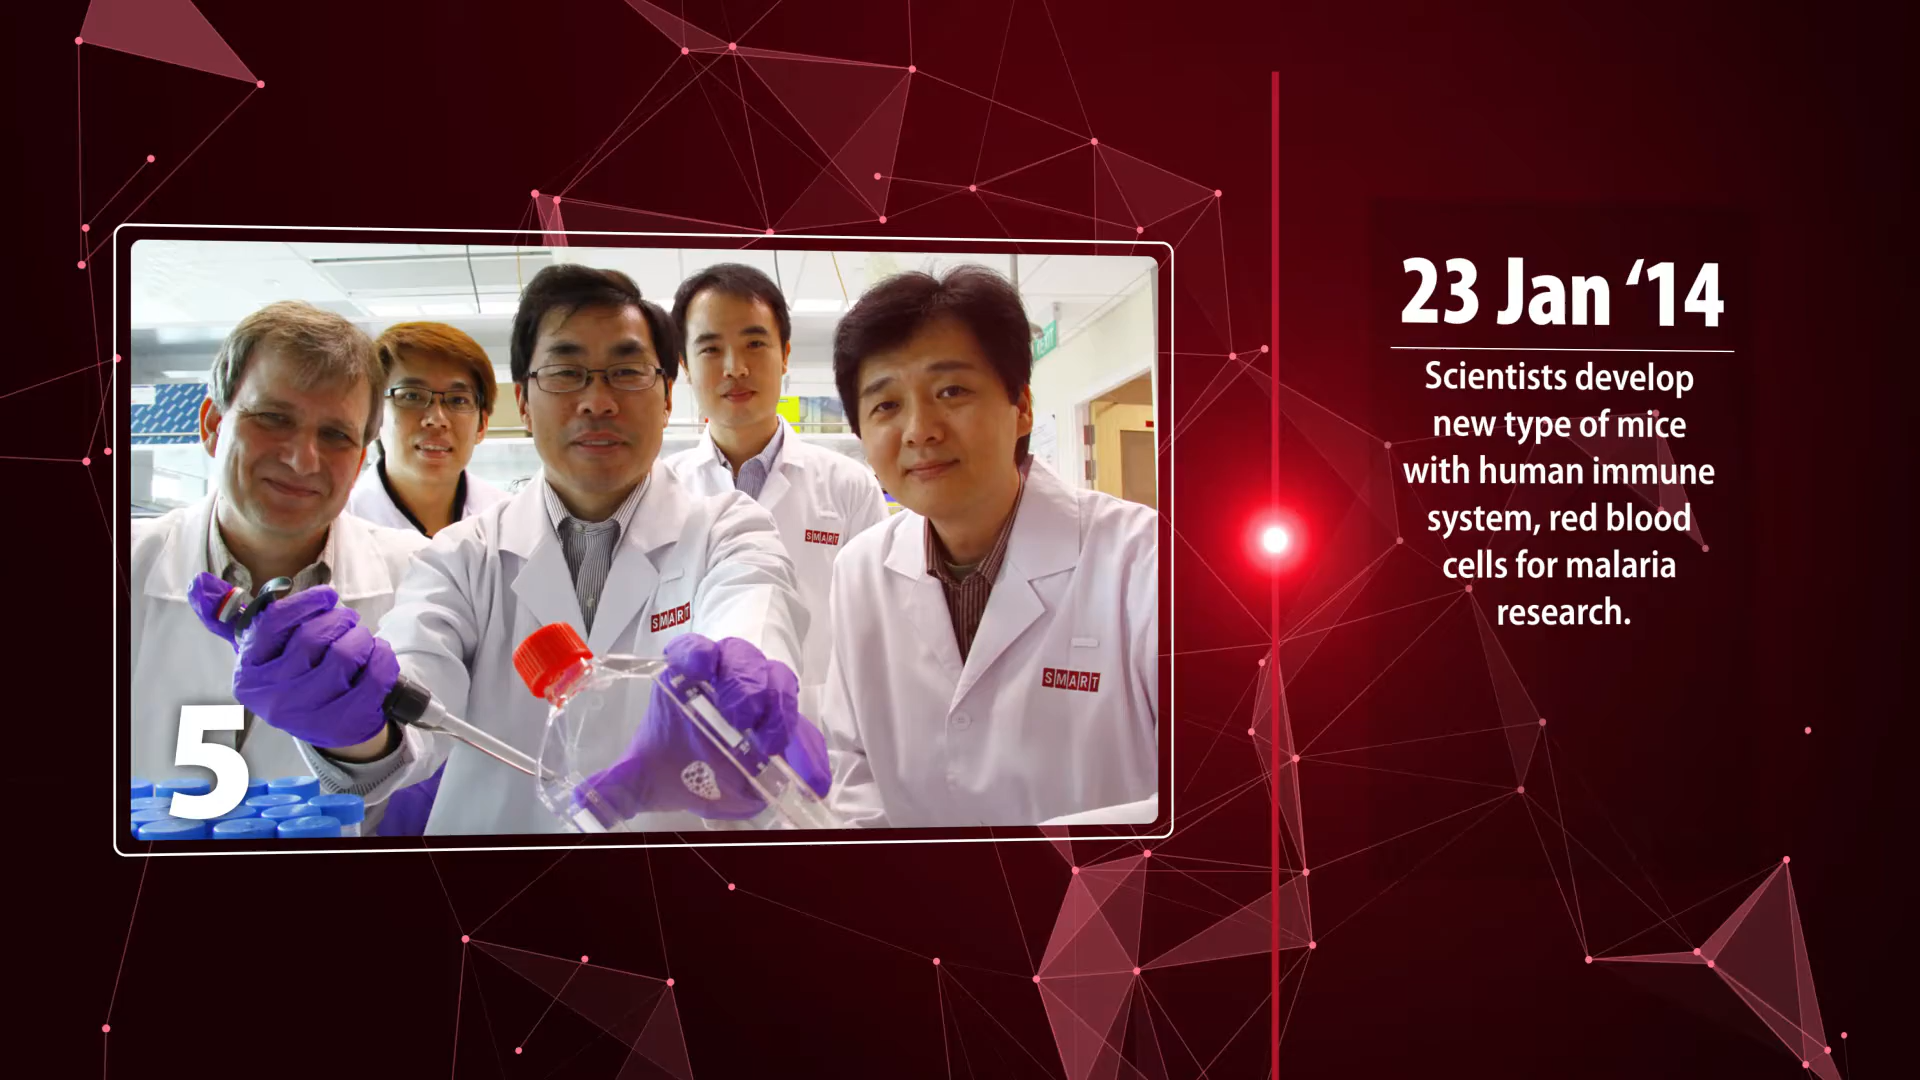 23 Jan ‘14
Scientists develop
new type of mice
with human immune
system, red blood
cells for malaria
research.
SMART
SMART
SMART
5